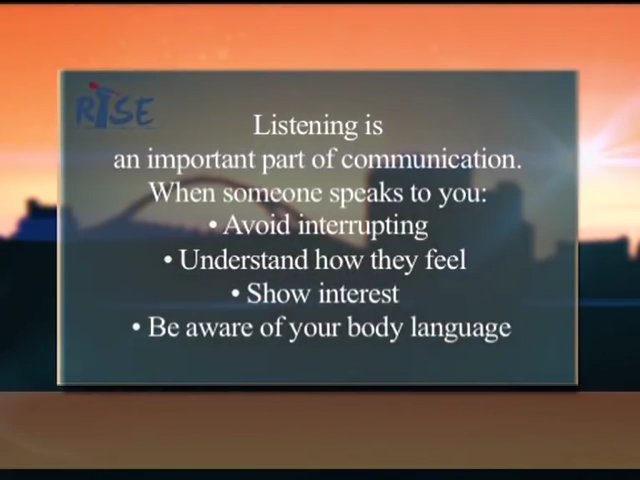 RISE
Listening is
an important part of communication.
When someone speaks to you:
• Avoid interrupting
• Understand how they feel
• Show interest
• Be aware of your body language